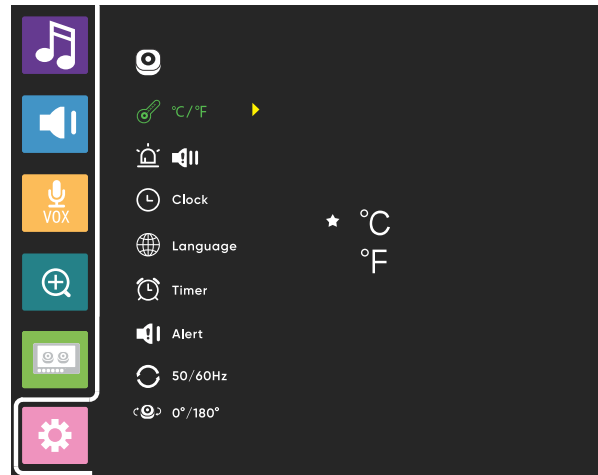 VOX
°C/°F
Clock
Language
Timer
Alert
50/60Hz
0°/180°
°C
°F